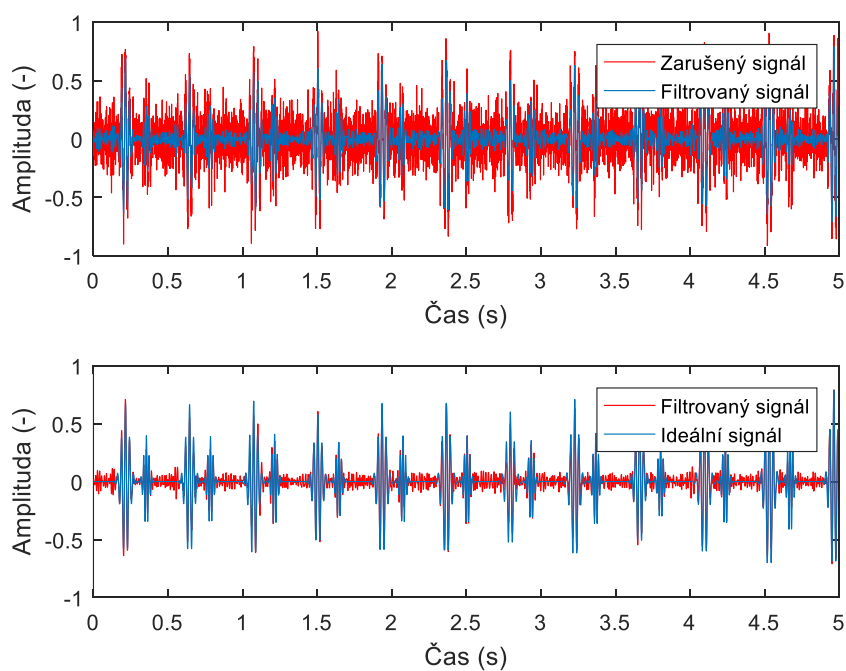 1
0.5
0
-0.5
-1
Amplituda (-)
Zarušený signál
Filtrovaný signál
0 0.5 1 1.5 2 2.5 3 3.5 4 4.5 5
Čas (s)
1
0.5
0
-0.5
-1
Amplituda (-)
Filtrovaný signál
Ideální signál
0 0.5 1 1.5 2 2.5 3 3.5 4 4.5 5
Čas (s)